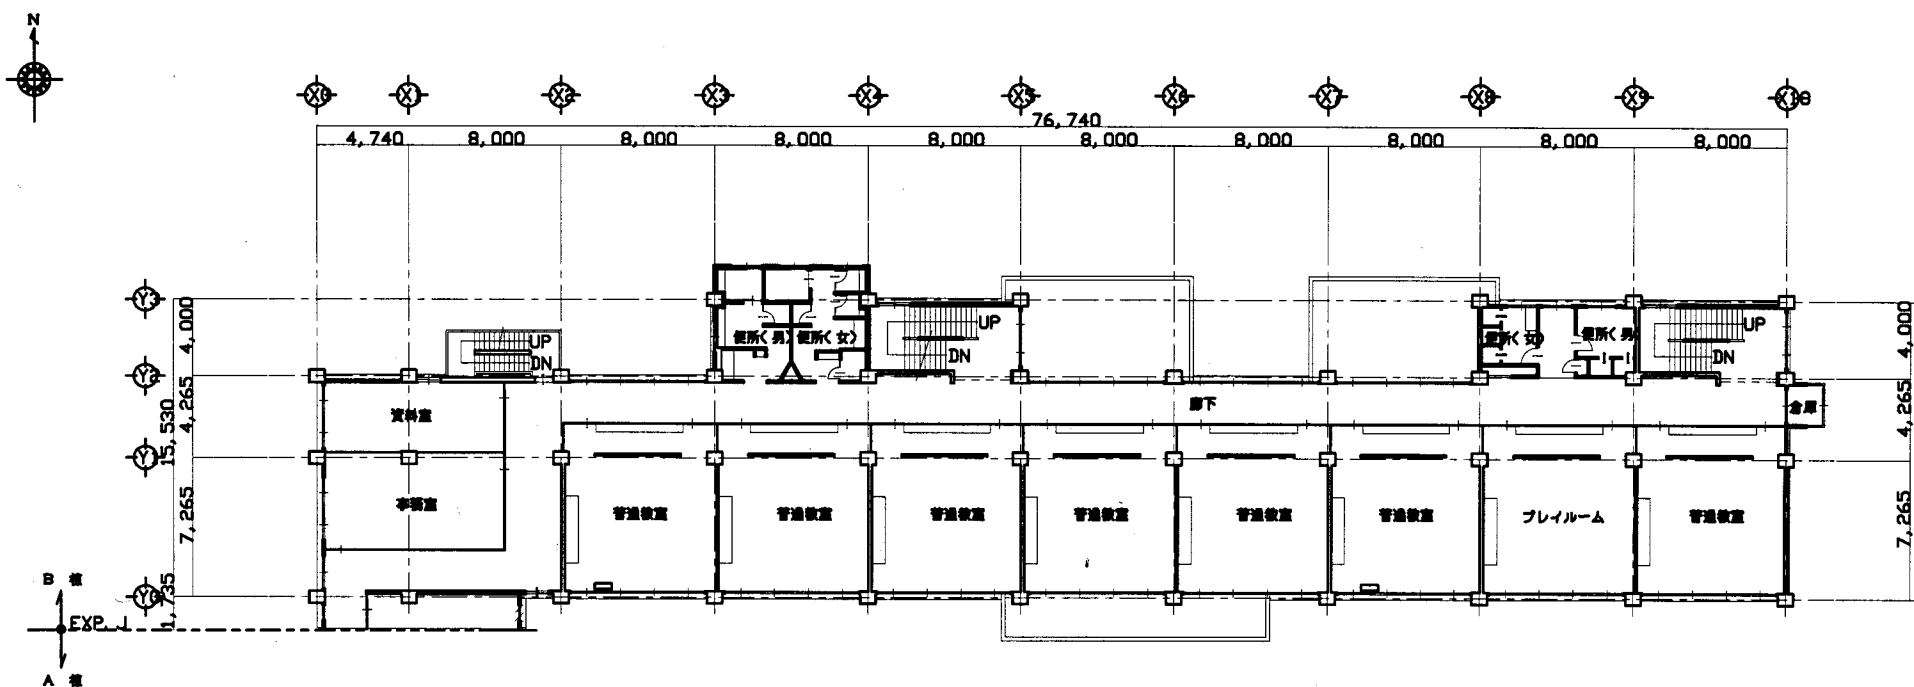 N
X0 X1 X2 X3 X4 X5 X6 X7 X8 X9 X10
76,740
4,740 8,000 8,000 8,000 8,000 8,000 8,000 8,000 8,000 8,000
Y3
4,000
4,000
UP
DN
便所(男) 便所(女)
UP
DN
便所(女) 便所(男)
UP
DN
Y2
資料室
廊下
倉庫
4,265
15,530
4,265
Y1
事務室
普通教室 普通教室 普通教室 普通教室 普通教室 普通教室 プレイルーム 普通教室
7,265
7,265
B 棟
Y0
1,735
EXP. J
A 棟